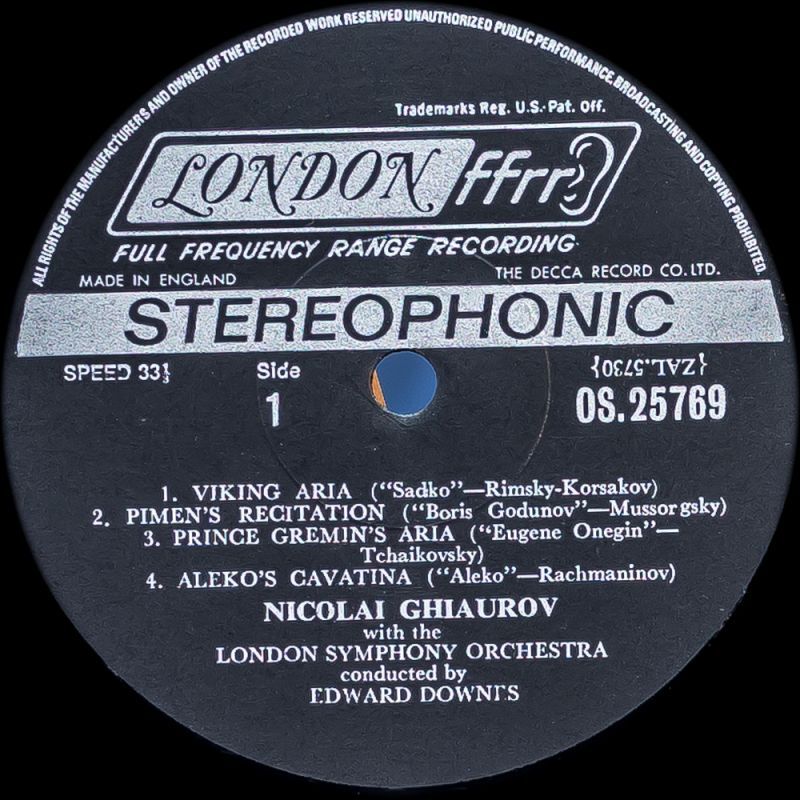 ALL RIGHTS OF THE MANUFACTURERS AND OWNER OF THE RECORDED WORK RESERVED UNAUTHORIZED PUBLIC PERFORMANCE, BROADCASTING AND COPYING PROHIBITED.
Trademarks Reg. U.S. Pat. Off.
LONDON ffrr
FULL FREQUENCY RANGE RECORDING
MADE IN ENGLAND THE DECCA RECORD CO. LTD.
STEREOPHONIC
SPEED 33⅓ Side {ZAL.5730}
1 OS.25769
1. VIKING ARIA (“Sadko”—Rimsky-Korsakov)
2. PIMEN'S RECITATION (“Boris Godunov”—Mussorgsky)
3. PRINCE GREMIN'S ARIA (“Eugene Onegin”—
Tchaikovsky)
4. ALEKO'S CAVATINA (“Aleko”—Rachmaninov)
NICOLAI GHIAUROV
with the
LONDON SYMPHONY ORCHESTRA
conducted by
EDWARD DOWNES